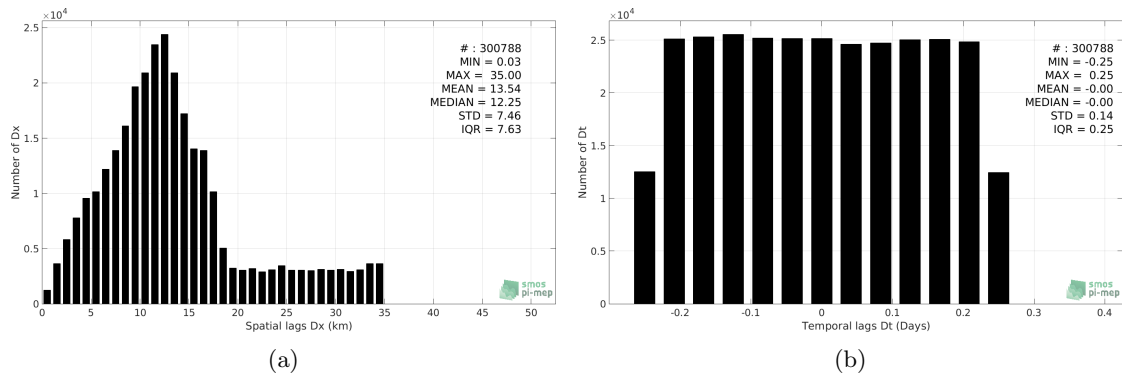 ×10⁴
2.5
2
1.5
1
0.5
0
0 5 10 15 20 25 30 35 40 45 50
Number of Dx
Spatial lags Dx (km)
# : 300788
MIN = 0.03
MAX = 35.00
MEAN = 13.54
MEDIAN = 12.25
STD = 7.46
IQR = 7.63
smos
pi-mep
(a)
×10⁴
2.5
2
1.5
1
0.5
0
-0.2 -0.1 0 0.1 0.2 0.3 0.4
Number of Dt
Temporal lags Dt (Days)
# : 300788
MIN = -0.25
MAX = 0.25
MEAN = -0.00
MEDIAN = -0.00
STD = 0.14
IQR = 0.25
smos
pi-mep
(b)